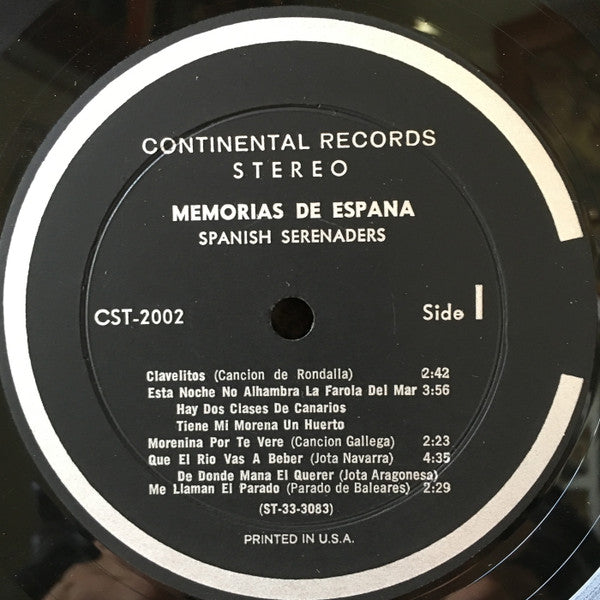 CONTINENTAL RECORDS
STEREO
MEMORIAS DE ESPANA
SPANISH SERENADERS
CST-2002
Side 1
Clavelitos (Cancion de Rondalla) 2:42
Esta Noche No Alhambra La Farola Del Mar 3:56
Hay Dos Clases De Canarios
Tiene Mi Morena Un Huerto
Morenina Por Te Vere (Cancion Gallega) 2:23
Que El Rio Vas A Beber (Jota Navarra) 4:35
De Donde Mana El Querer (Jota Aragonesa)
Me Llaman El Parado (Parado de Baleares) 2:29
(ST-33-3083)
PRINTED IN U.S.A.